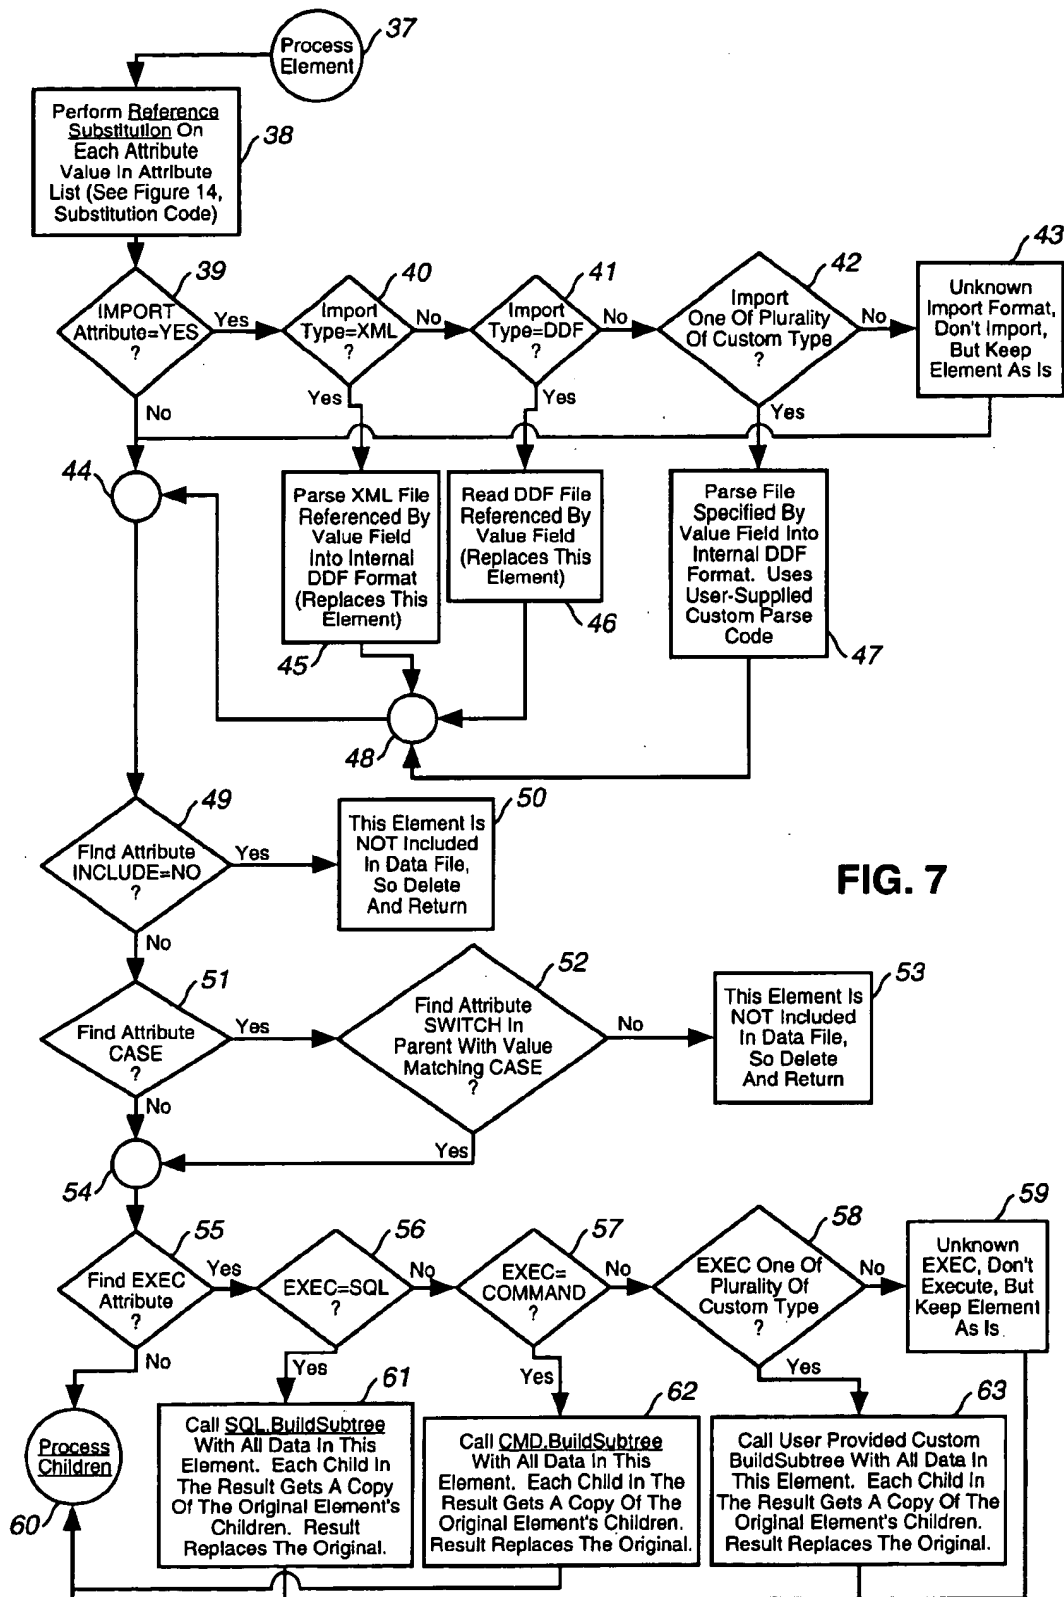 37
Process
Element
Perform Reference
Substitution On
Each Attribute
Value In Attribute
List (See Figure 14,
Substitution Code)
38
39
IMPORT
Attribute=YES
?
Yes
No
40
Import
Type=XML
?
No
Yes
41
Import
Type=DDF
?
No
Yes
42
Import
One Of Plurality
Of Custom Type
?
No
Yes
43
Unknown
Import Format,
Don't Import,
But Keep
Element As Is
44
Parse XML File
Referenced By
Value Field
Into Internal
DDF Format
(Replaces This
Element)
45
Read DDF File
Referenced By
Value Field
(Replaces This
Element)
46
Parse File
Specified By
Value Field Into
Internal DDF
Format. Uses
User-Supplied
Custom Parse
Code
47
48
49
Find Attribute
INCLUDE=NO
?
Yes
No
50
This Element Is
NOT Included
In Data File,
So Delete
And Return
FIG. 7
51
Find Attribute
CASE
?
Yes
No
52
Find Attribute
SWITCH In
Parent With Value
Matching CASE
?
No
Yes
53
This Element Is
NOT Included
In Data File,
So Delete
And Return
54
55
Find EXEC
Attribute
?
Yes
No
56
EXEC=SQL
?
No
Yes
57
EXEC=
COMMAND
?
No
Yes
58
EXEC One Of
Plurality Of
Custom Type
?
No
Yes
59
Unknown
EXEC, Don't
Execute, But
Keep Element
As Is
Process
Children
60
61
Call SQL.BuildSubtree
With All Data In This
Element. Each Child In
The Result Gets A Copy
Of The Original Element's
Children. Result
Replaces The Original.
62
Call CMD.BuildSubtree
With All Data In This
Element. Each Child In The
Result Gets A Copy Of The
Original Element's Children.
Result Replaces The Original.
63
Call User Provided Custom
BuildSubtree With All Data In
This Element. Each Child In
The Result Gets A Copy Of The
Original Element's Children.
Result Replaces The Original.